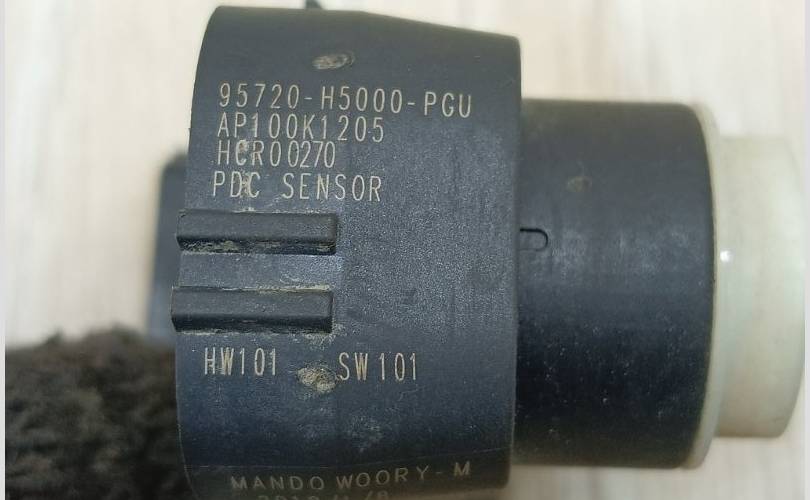 95720-H5000-PGU
AP100K1205
HCR00270
PDC SENSOR
HW101 SW101
MANDO WOORY-M